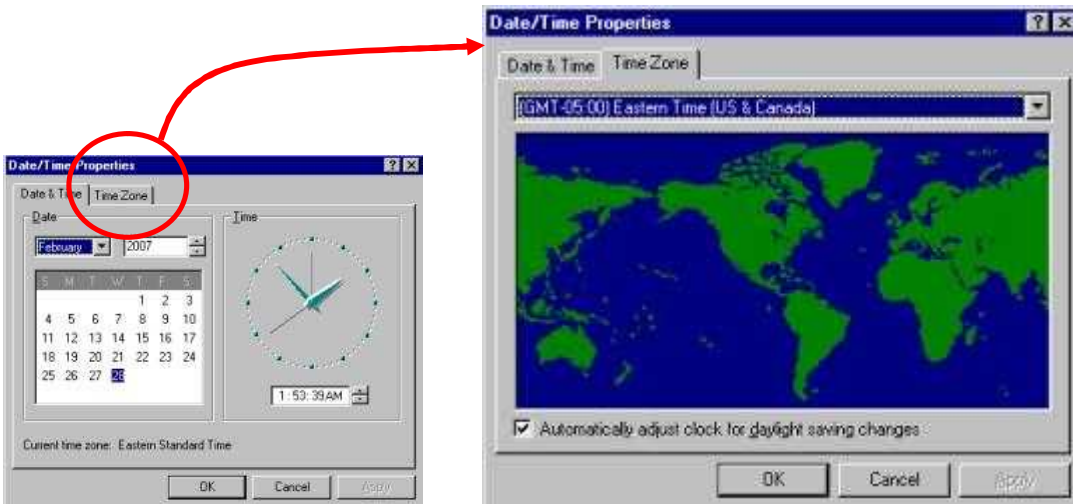 Date/Time Properties
Date & Time Time Zone
Date
Time
February 2007
S M T W T F S
1 2 3
4 5 6 7 8 9 10
11 12 13 14 15 16 17
18 19 20 21 22 23 24
25 26 27 28
1:53:39 AM
Current time zone: Eastern Standard Time
OK Cancel Apply
Date/Time Properties
Date & Time Time Zone
(GMT-05:00) Eastern Time (US & Canada)
Automatically adjust clock for daylight saving changes
OK Cancel Apply